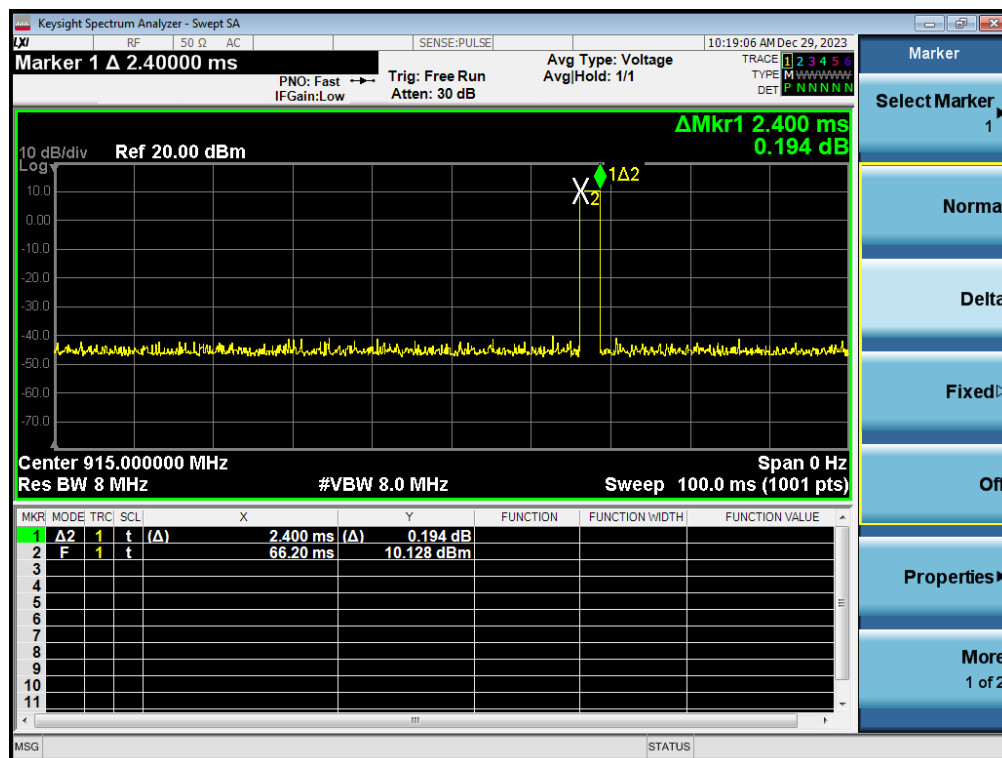 Keysight Spectrum Analyzer - Swept SA
LXI RF 50 Ω AC SENSE:PULSE 10:19:06 AM Dec 29, 2023
Marker 1 Δ 2.40000 ms
PNO: Fast
IFGain:Low
Trig: Free Run
Atten: 30 dB
Avg Type: Voltage
Avg|Hold: 1/1
TRACE 1 2 3 4 5 6
TYPE M W W W W W
DET P N N N N N
ΔMkr1 2.400 ms
0.194 dB
10 dB/div Ref 20.00 dBm
Log
1Δ2
10.0
2
0.00
-10.0
-20.0
-30.0
-40.0
-50.0
-60.0
-70.0
Center 915.000000 MHz Span 0 Hz
Res BW 8 MHz #VBW 8.0 MHz Sweep 100.0 ms (1001 pts)
MKR MODE TRC SCL X Y FUNCTION FUNCTION WIDTH FUNCTION VALUE
1 Δ2 1 t (Δ) 2.400 ms (Δ) 0.194 dB
2 F 1 t 66.20 ms 10.128 dBm
3
4
5
6
7
8
9
10
11
MSG STATUS
Marker
Select Marker
1
Norma
Delta
Fixed
Off
Properties
More
1 of 2